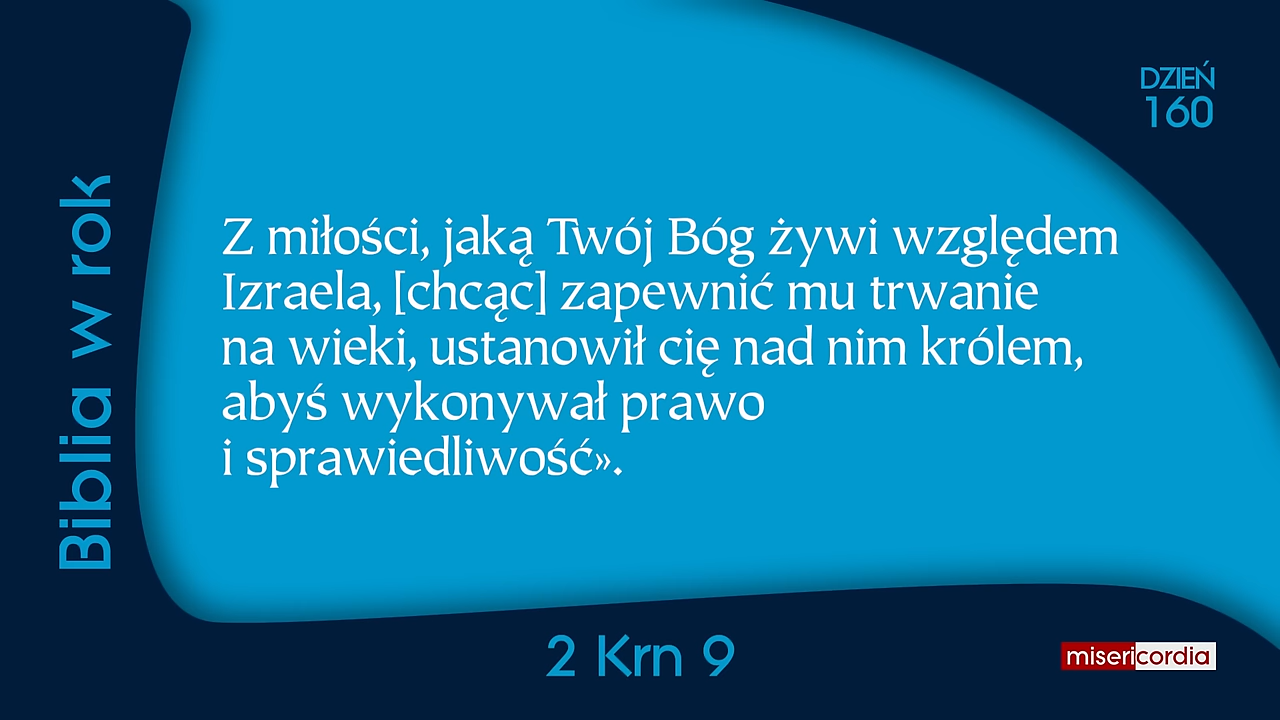 DZIEŃ
160
Biblia w rok
Z miłości, jaką Twój Bóg żywi względem
Izraela, [chcąc] zapewnić mu trwanie
na wieki, ustanowił cię nad nim królem,
abyś wykonywał prawo
i sprawiedliwość».
2 Krn 9
misericordia